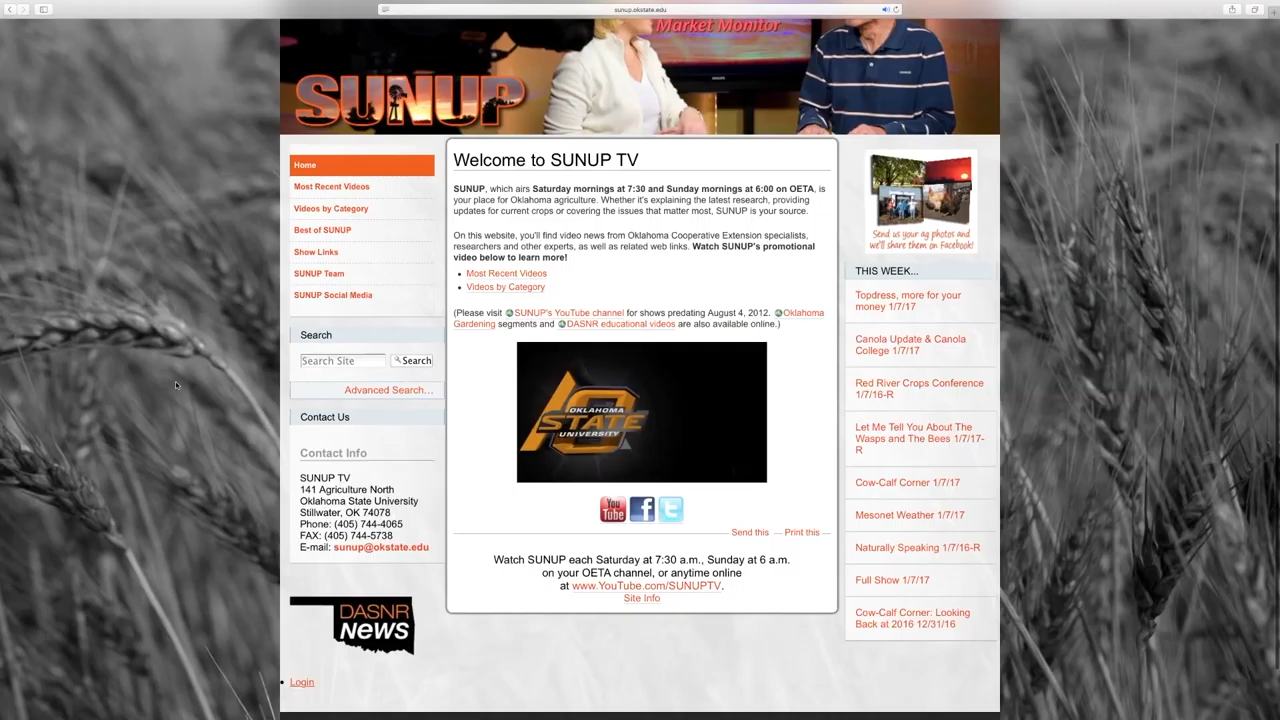 sunup.okstate.edu
Market Monitor
SUNUP
Home
Most Recent Videos
Videos by Category
Best of SUNUP
Show Links
SUNUP Team
SUNUP Social Media
Search
Search Site
Search
Advanced Search…
Contact Us
Contact Info
SUNUP TV
141 Agriculture North
Oklahoma State University
Stillwater, OK 74078
Phone: (405) 744-4065
FAX: (405) 744-5738
E-mail: sunup@okstate.edu
DASNR
News
Login
Welcome to SUNUP TV
SUNUP, which airs Saturday mornings at 7:30 and Sunday mornings at 6:00 on OETA, is
your place for Oklahoma agriculture. Whether it's explaining the latest research, providing
updates for current crops or covering the issues that matter most, SUNUP is your source.
On this website, you'll find video news from Oklahoma Cooperative Extension specialists,
researchers and other experts, as well as related web links. Watch SUNUP's promotional
video below to learn more!
Most Recent Videos
Videos by Category
(Please visit SUNUP's YouTube channel for shows predating August 4, 2012. Oklahoma
Gardening segments and DASNR educational videos are also available online.)
OKLAHOMA
STATE
UNIVERSITY
You
Tube
Send this — Print this —
Watch SUNUP each Saturday at 7:30 a.m., Sunday at 6 a.m.
on your OETA channel, or anytime online
at www.YouTube.com/SUNUPTV.
Site Info
Send us your ag photos and
we'll share them on Facebook!
THIS WEEK...
Topdress, more for your
money 1/7/17
Canola Update & Canola
College 1/7/17
Red River Crops Conference
1/7/16-R
Let Me Tell You About The
Wasps and The Bees 1/7/17-
R
Cow-Calf Corner 1/7/17
Mesonet Weather 1/7/17
Naturally Speaking 1/7/16-R
Full Show 1/7/17
Cow-Calf Corner: Looking
Back at 2016 12/31/16